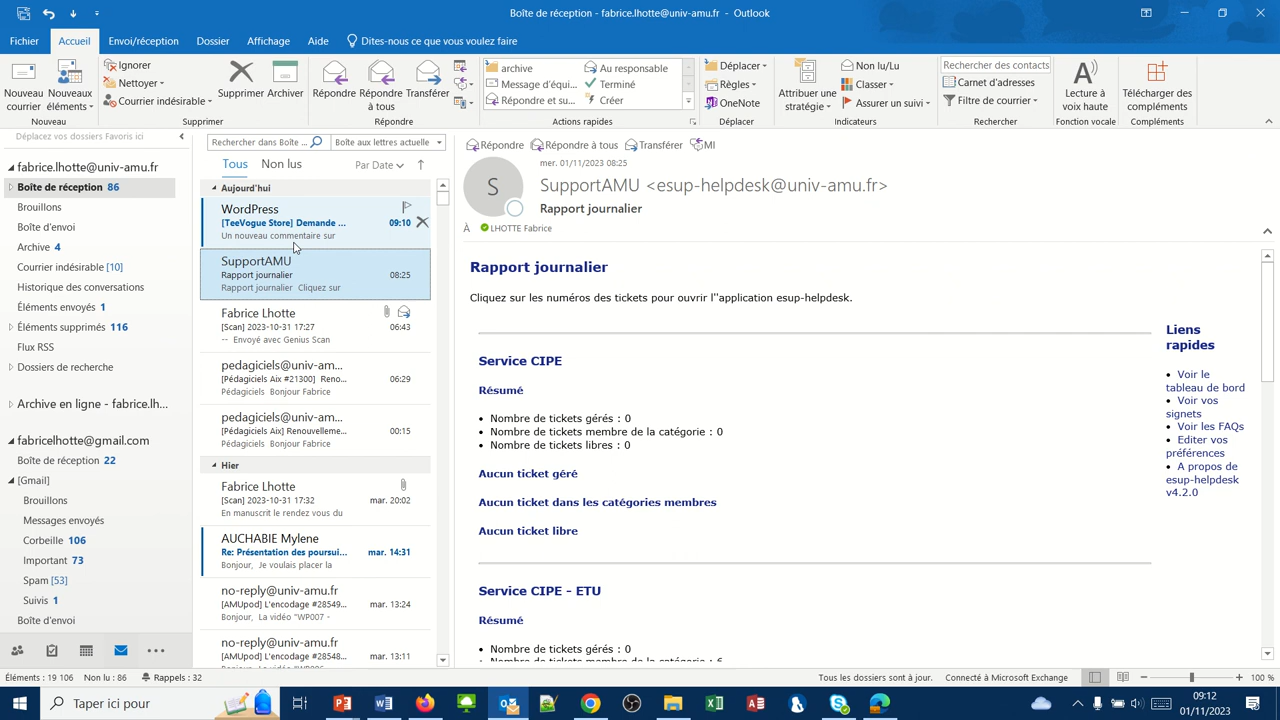 Boîte de réception - fabrice.lhotte@univ-amu.fr - Outlook
Fichier
Accueil
Envoi/réception
Dossier
Affichage
Aide
Dites-nous ce que vous voulez faire
Nouveau
courrier
Nouveaux
éléments
Nouveau
Ignorer
Nettoyer
Courrier indésirable
Supprimer
Archiver
Supprimer
Répondre
Répondre
à tous
Transférer
Répondre
archive
Message d'équi...
Répondre et su...
Au responsable
Terminé
Créer
Actions rapides
Déplacer
Règles
OneNote
Déplacer
Attribuer une
stratégie
Non lu/Lu
Classer
Assurer un suivi
Indicateurs
Rechercher des contacts
Carnet d'adresses
Filtre de courrier
Rechercher
Lecture à
voix haute
Fonction vocale
Télécharger des
compléments
Compléments
Déplacez vos dossiers Favoris ici
fabrice.lhotte@univ-amu.fr
Boîte de réception 86
Brouillons
Boîte d'envoi
Archive 4
Courrier indésirable [10]
Historique des conversations
Éléments envoyés 1
Éléments supprimés 116
Flux RSS
Dossiers de recherche
Archive en ligne - fabrice.lh...
fabricelhotte@gmail.com
Boîte de réception 22
[Gmail]
Brouillons
Messages envoyés
Corbeille 106
Important 73
Spam [53]
Suivis 1
Boîte d'envoi
Rechercher dans Boîte ...
Boîte aux lettres actuelle
Tous
Non lus
Par Date
Aujourd'hui
WordPress
[TeeVogue Store] Demande ... 09:10
Un nouveau commentaire sur
SupportAMU
Rapport journalier 08:25
Rapport journalier Cliquez sur
Fabrice Lhotte
[Scan] 2023-10-31 17:27 06:43
-- Envoyé avec Genius Scan
pedagiciels@univ-am...
[Pédagiciels Aix #21300] Reno... 06:29
Pédagiciels Bonjour Fabrice
pedagiciels@univ-am...
[Pédagiciels Aix] Renouvelleme... 00:15
Pédagiciels Bonjour Fabrice
Hier
Fabrice Lhotte
[Scan] 2023-10-31 17:32 mar. 20:02
En manuscrit le rendez vous du
AUCHABIE Mylene
Re: Présentation des poursui... mar. 14:31
Bonjour, Je voulais placer la
no-reply@univ-amu.fr
[AMUpod] L'encodage #28549... mar. 13:24
Bonjour, La vidéo "WP007 -
no-reply@univ-amu.fr
[AMUpod] L'encodage #28548... mar. 13:11
Bonjour, La vidéo "WP006
Répondre
Répondre à tous
Transférer
MI
mer. 01/11/2023 08:25
S
SupportAMU <esup-helpdesk@univ-amu.fr>
Rapport journalier
À
LHOTTE Fabrice
Rapport journalier
Cliquez sur les numéros des tickets pour ouvrir l''application esup-helpdesk.
Service CIPE
Résumé
• Nombre de tickets gérés : 0
• Nombre de tickets membre de la catégorie : 0
• Nombre de tickets libres : 0
Aucun ticket géré
Aucun ticket dans les catégories membres
Aucun ticket libre
Service CIPE - ETU
Résumé
• Nombre de tickets gérés : 0
• Nombre de tickets membre de la catégorie : 6
Liens
rapides
• Voir le
tableau de bord
• Voir vos
signets
• Voir les FAQs
• Editer vos
préférences
• A propos de
esup-helpdesk
v4.2.0
Éléments : 19 106
Non lu : 86
Rappels : 32
Tous les dossiers sont à jour.
Connecté à Microsoft Exchange
100 %
Taper ici pour
09:12
01/11/2023